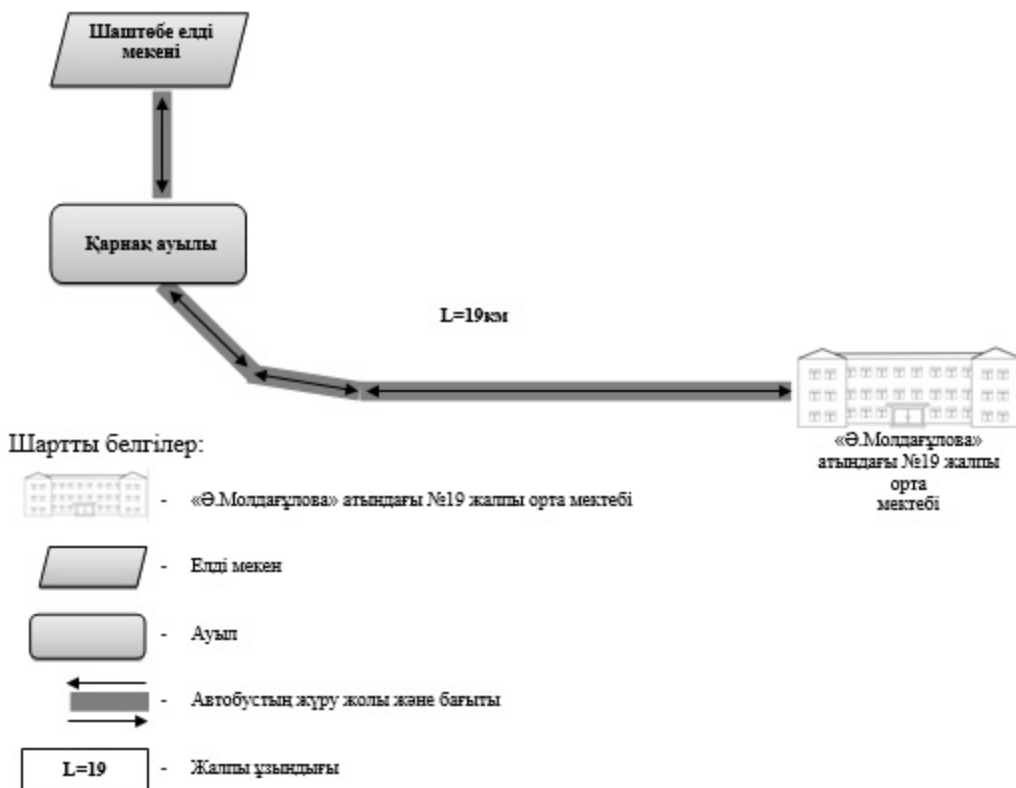 Шаштөбе елді
мекені
Қарнақ ауылы
L=19км
«Ә.Молдағұлова»
атындағы №19 жалпы
орта
мектебі
Шартты белгілер:
- «Ә.Молдағұлова» атындағы №19 жалпы орта мектебі
- Елді мекен
- Ауыл
- Автобустың жүру жолы және бағыты
L=19 - Жалпы ұзындығы